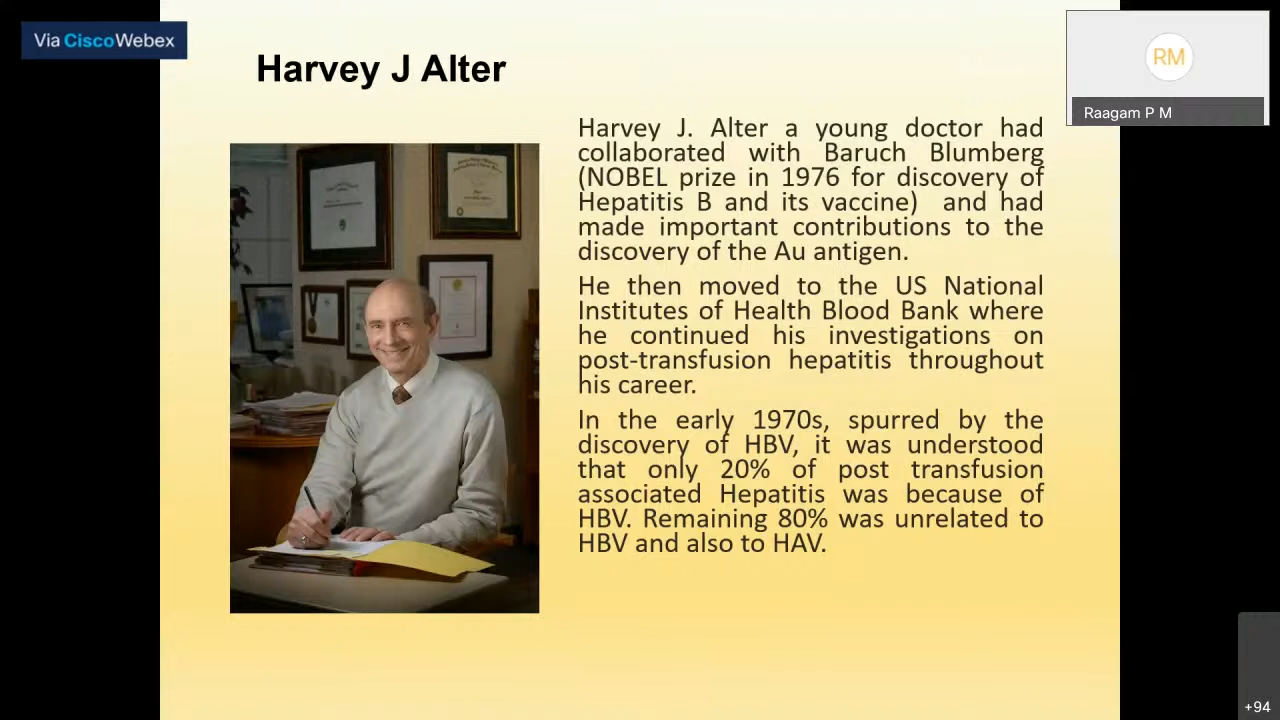 Via Cisco Webex
Harvey J Alter
RM
Raagam P M
Harvey J. Alter a young doctor had
collaborated with Baruch Blumberg
(NOBEL prize in 1976 for discovery of
Hepatitis B and its vaccine) and had
made important contributions to the
discovery of the Au antigen.
He then moved to the US National
Institutes of Health Blood Bank where
he continued his investigations on
post-transfusion hepatitis throughout
his career.
In the early 1970s, spurred by the
discovery of HBV, it was understood
that only 20% of post transfusion
associated Hepatitis was because of
HBV. Remaining 80% was unrelated to
HBV and also to HAV.
+94